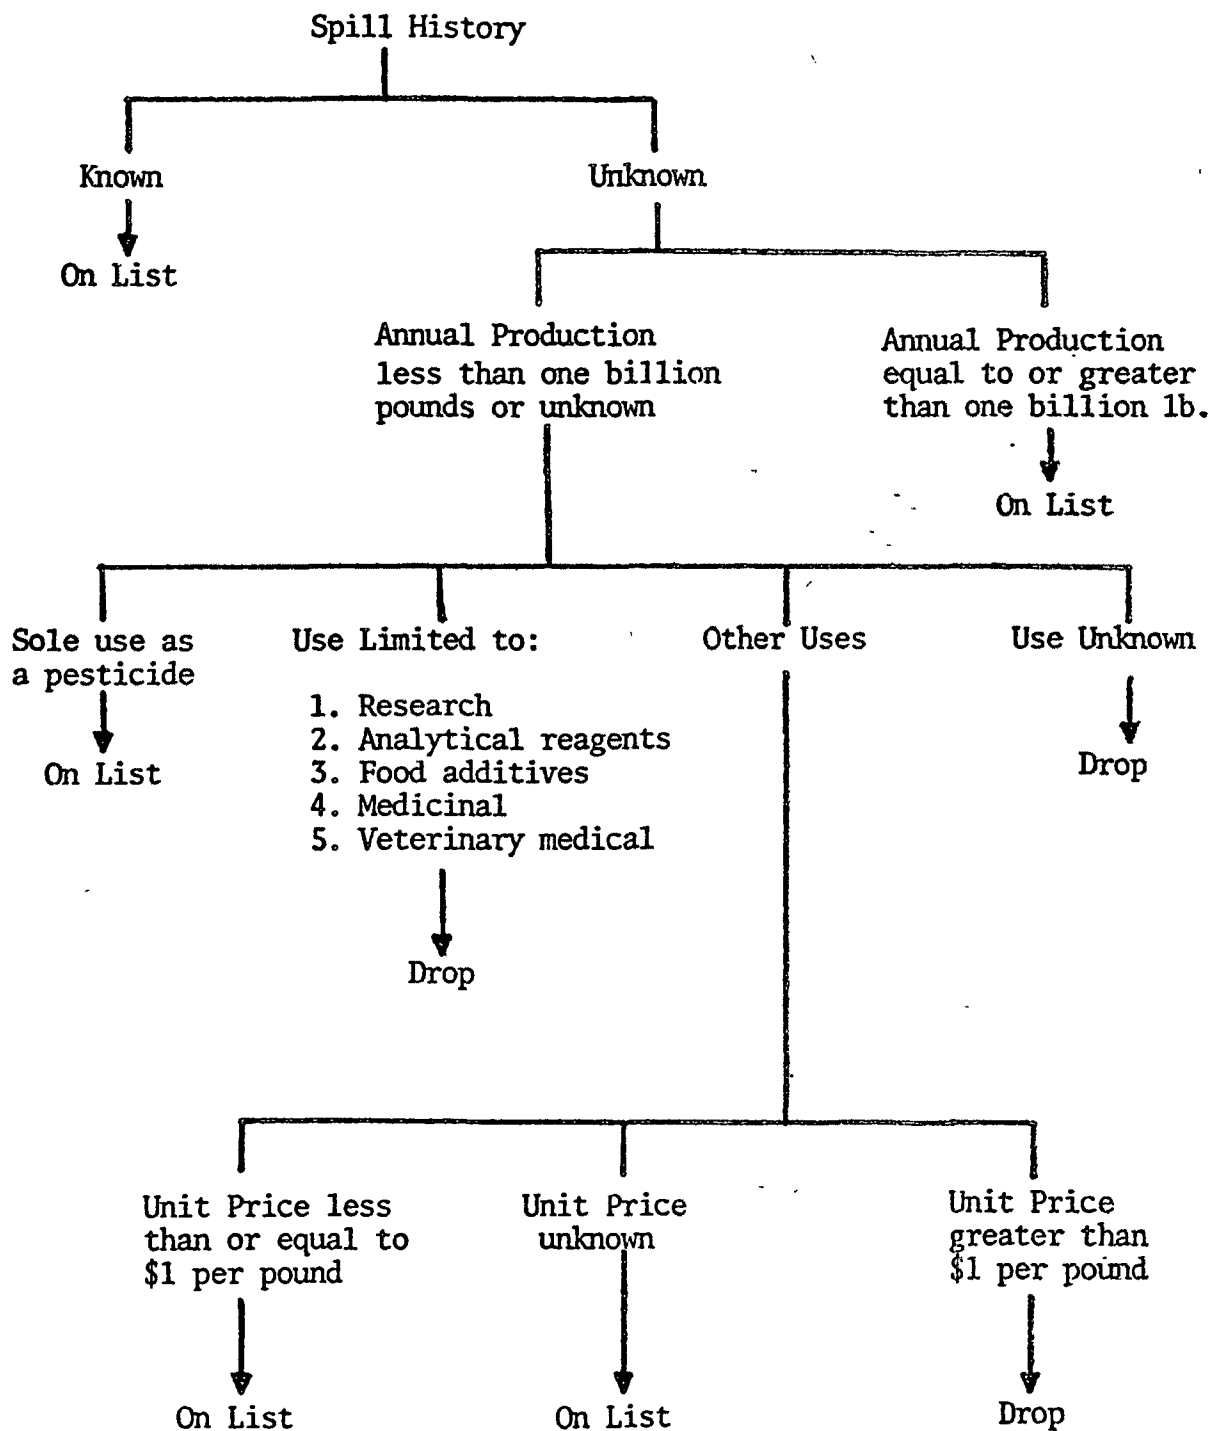 Spill History
Known
Unknown
On List
Annual Production
less than one billion
pounds or unknown
Annual Production
equal to or greater
than one billion lb.
On List
Sole use as
a pesticide
On List
Use Limited to:
1. Research
2. Analytical reagents
3. Food additives
4. Medicinal
5. Veterinary medical
Drop
Other Uses
Use Unknown
Drop
Unit Price less
than or equal to
$1 per pound
On List
Unit Price
unknown
On List
Unit Price
greater than
$1 per pound
Drop